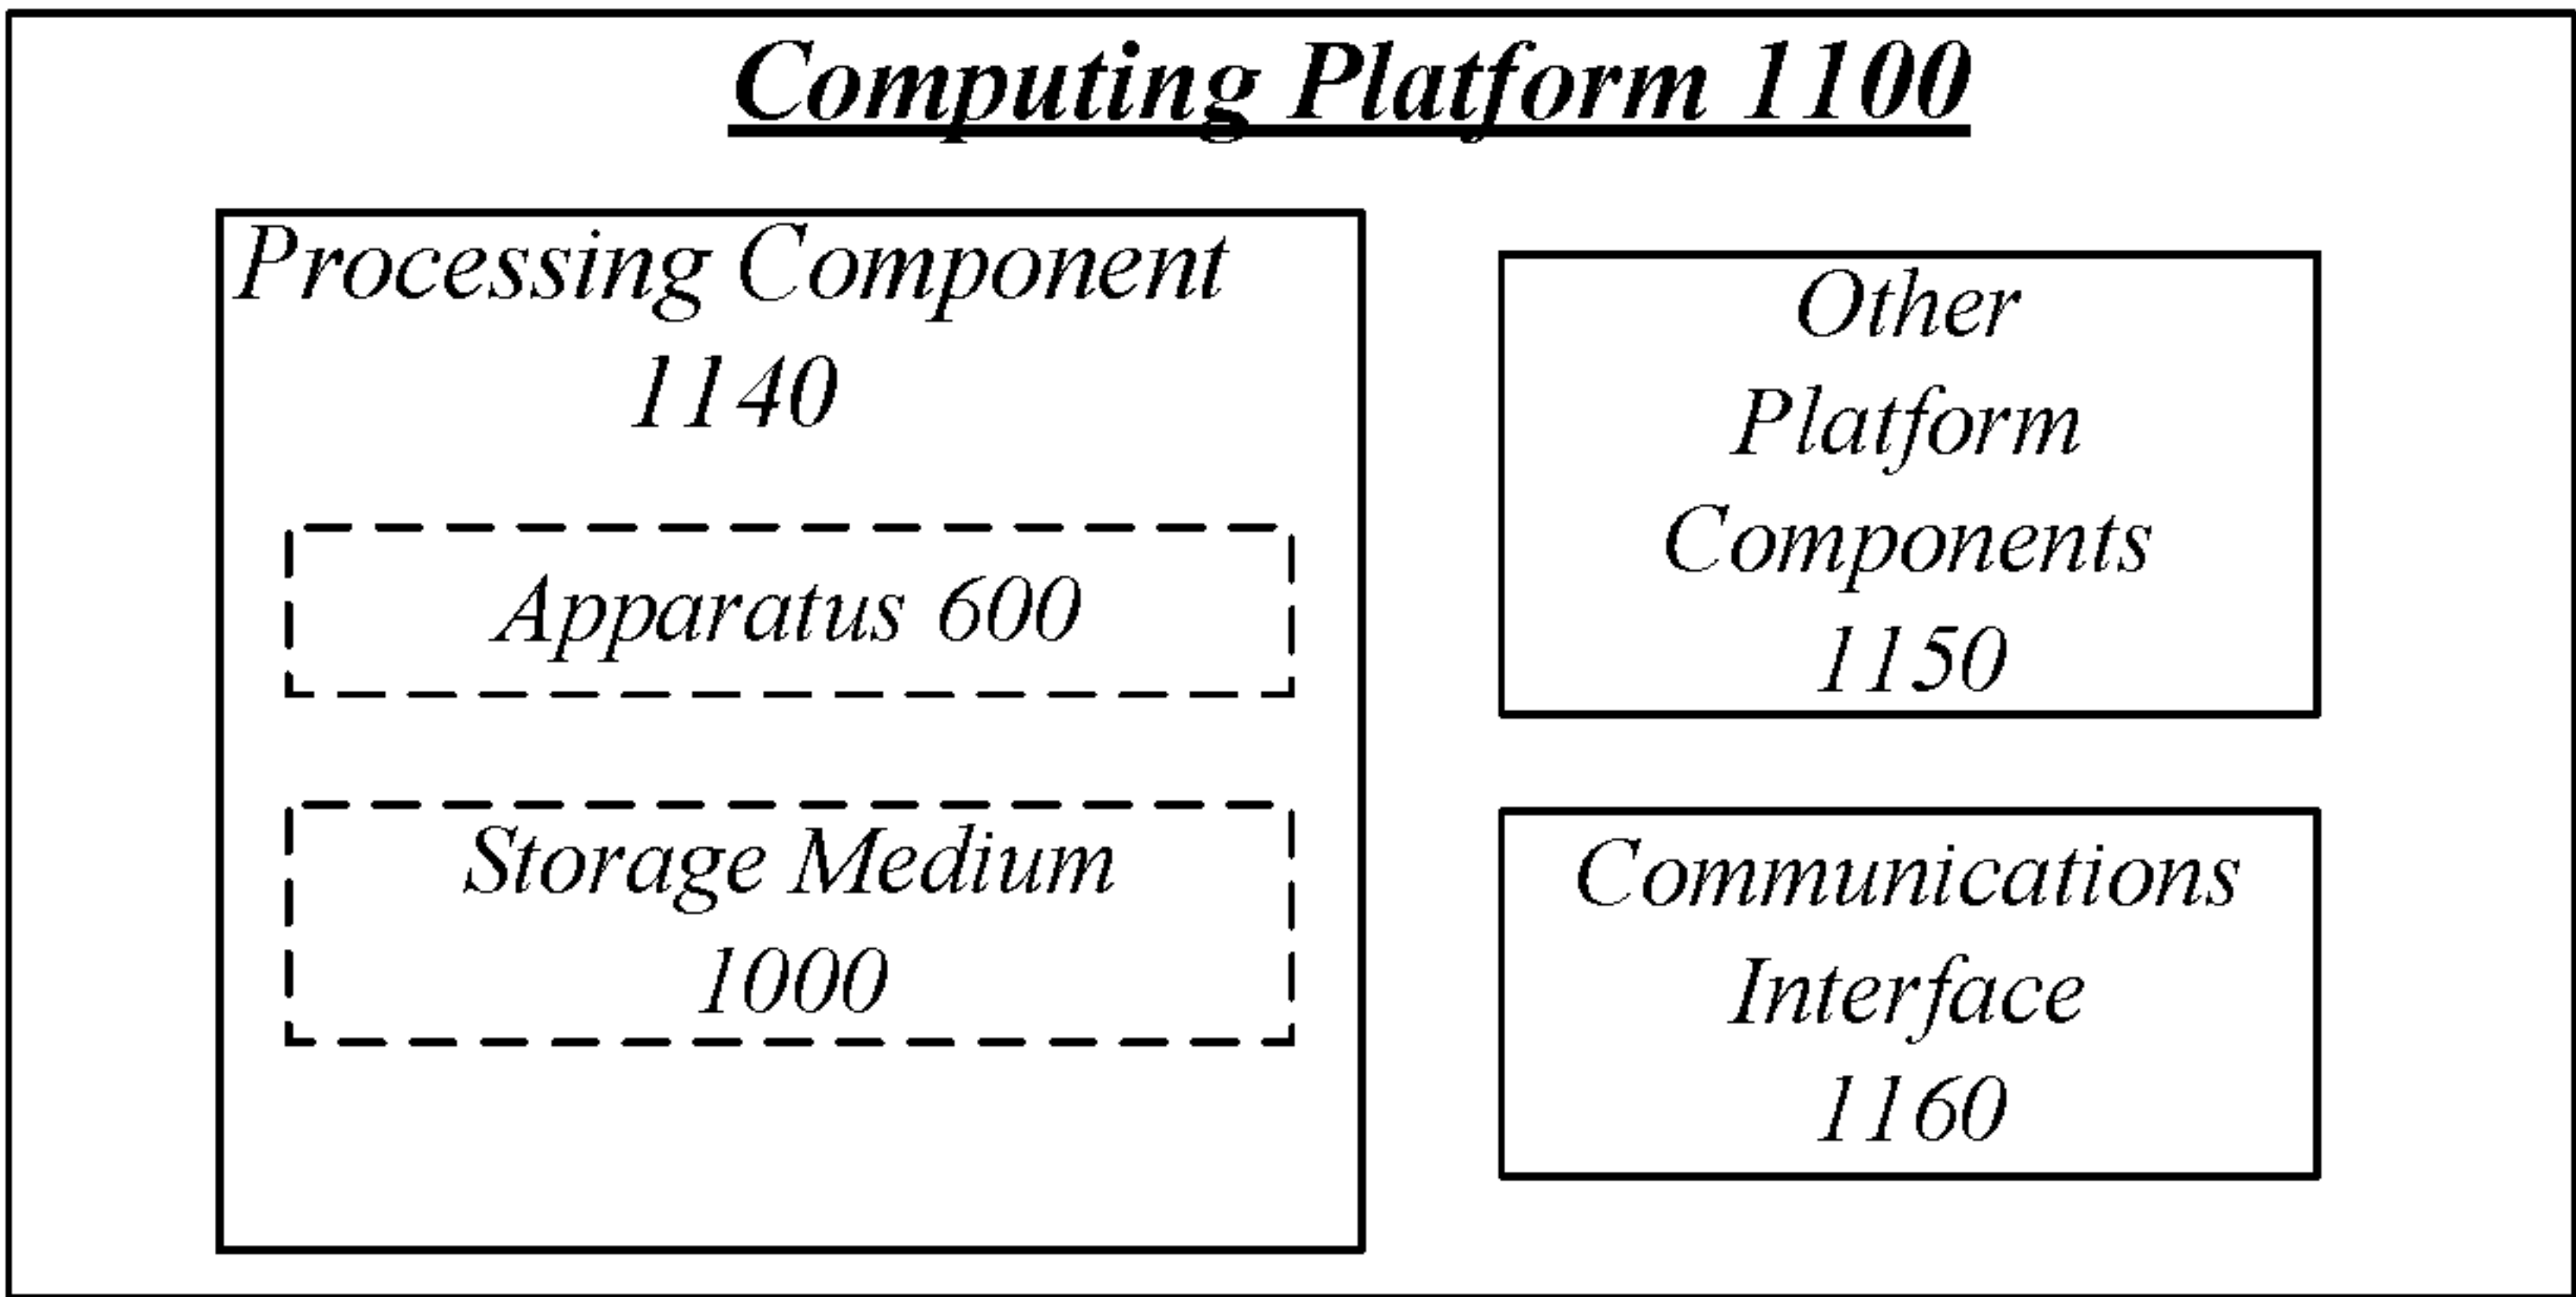 Computing Platform 1100
Processing Component
1140
Apparatus 600
Storage Medium
1000
Other
Platform
Components
1150
Communications
Interface
1160